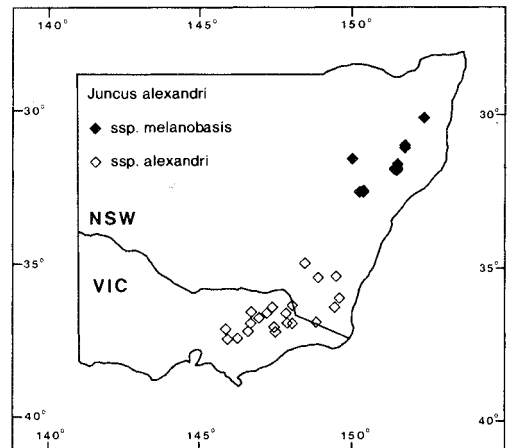 140° 145° 150°
Juncus alexandri
30° 30°
◆ ssp. melanobasis
◇ ssp. alexandri
NSW
35° 35°
VIC
40° 40°
140° 145° 150°